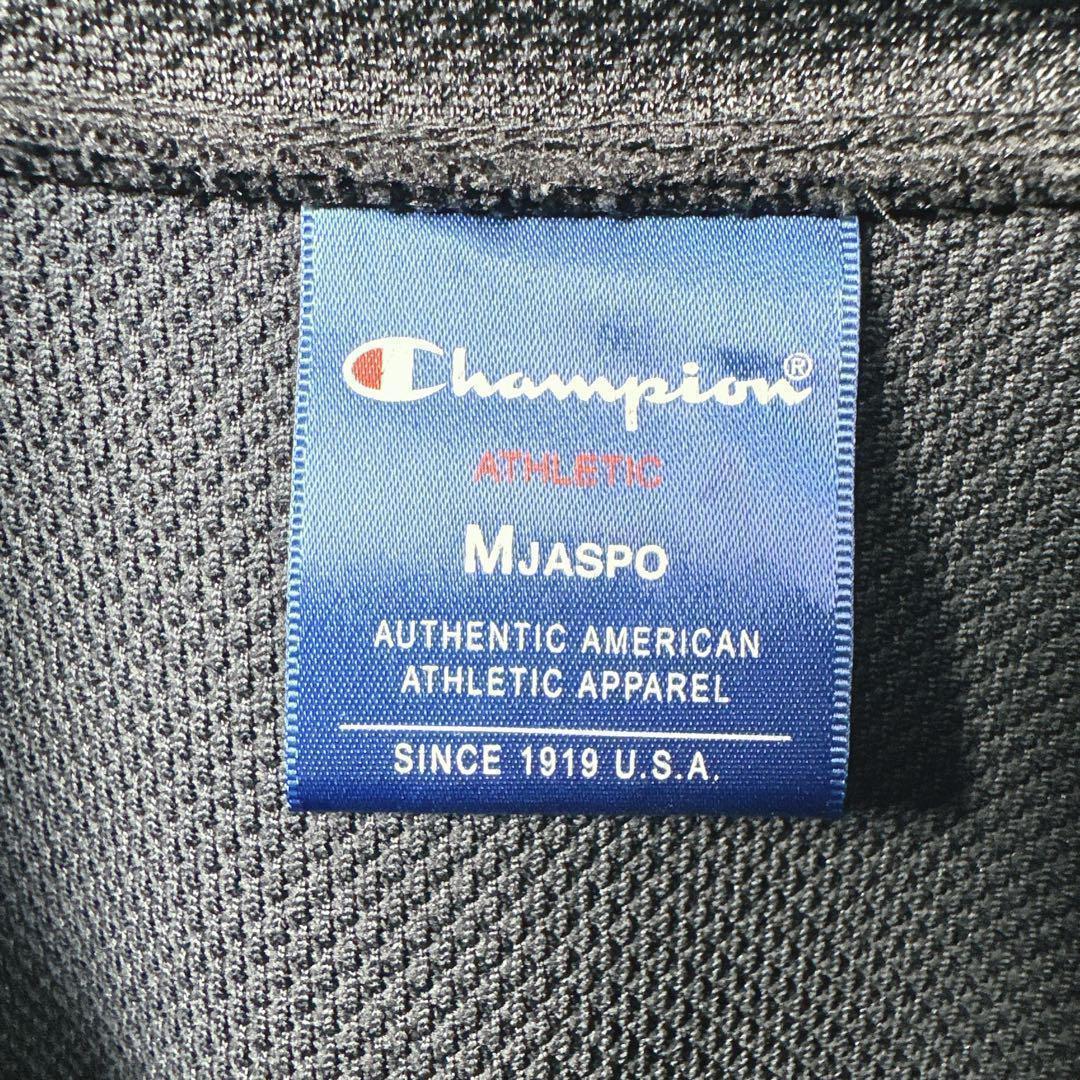 Champion®
ATHLETIC
MJASPO
AUTHENTIC AMERICAN
ATHLETIC APPAREL
SINCE 1919 U.S.A.